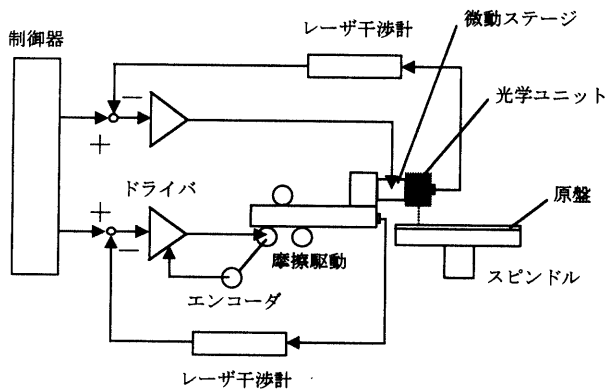 微動ステージ
レーザ干渉計
制御器
光学ユニット
−
+
ドライバ
原盤
+
−
摩擦駆動
スピンドル
エンコーダ
レーザ干渉計